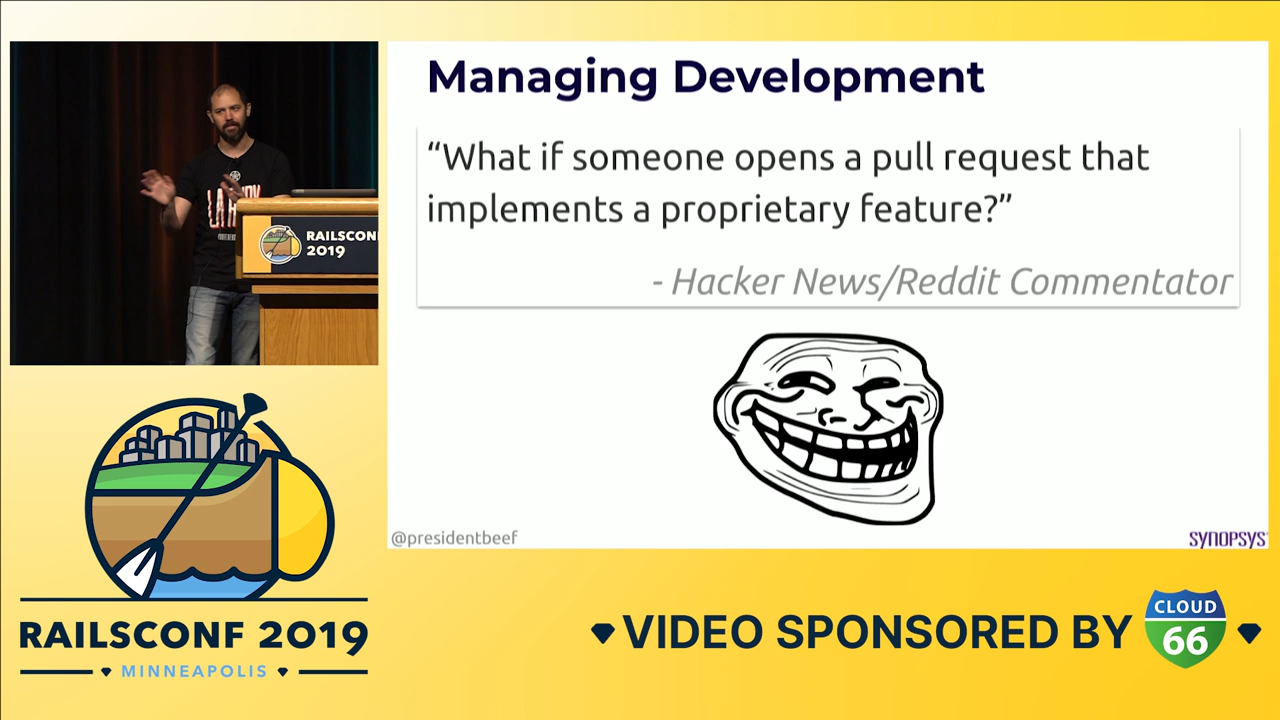 Managing Development
“What if someone opens a pull request that
implements a proprietary feature?”
- Hacker News/Reddit Commentator
@presidentbeef
SYNOPSYS
RAILSCONF
2019
RAILSCONF 2019
MINNEAPOLIS
VIDEO SPONSORED BY
CLOUD
66